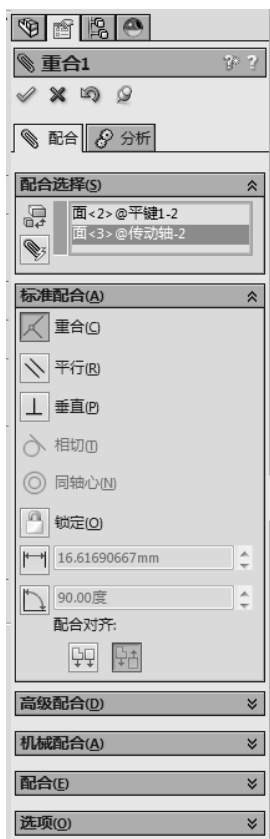 重合1
配合 分析
配合选择(S)
面<2>@平键1-2
面<3>@传动轴-2
标准配合(A)
重合(C)
平行(R)
垂直(P)
相切(T)
同轴心(N)
锁定(O)
16.61690667mm
90.00度
配合对齐:
高级配合(D)
机械配合(A)
配合(E)
选项(O)